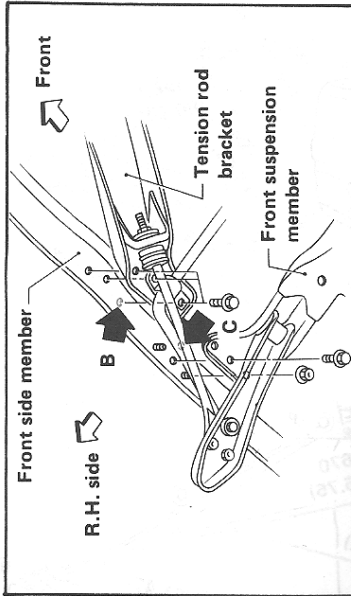 Front
Front side member
Tension rod
bracket
B
R.H. side
C
Front suspension
member